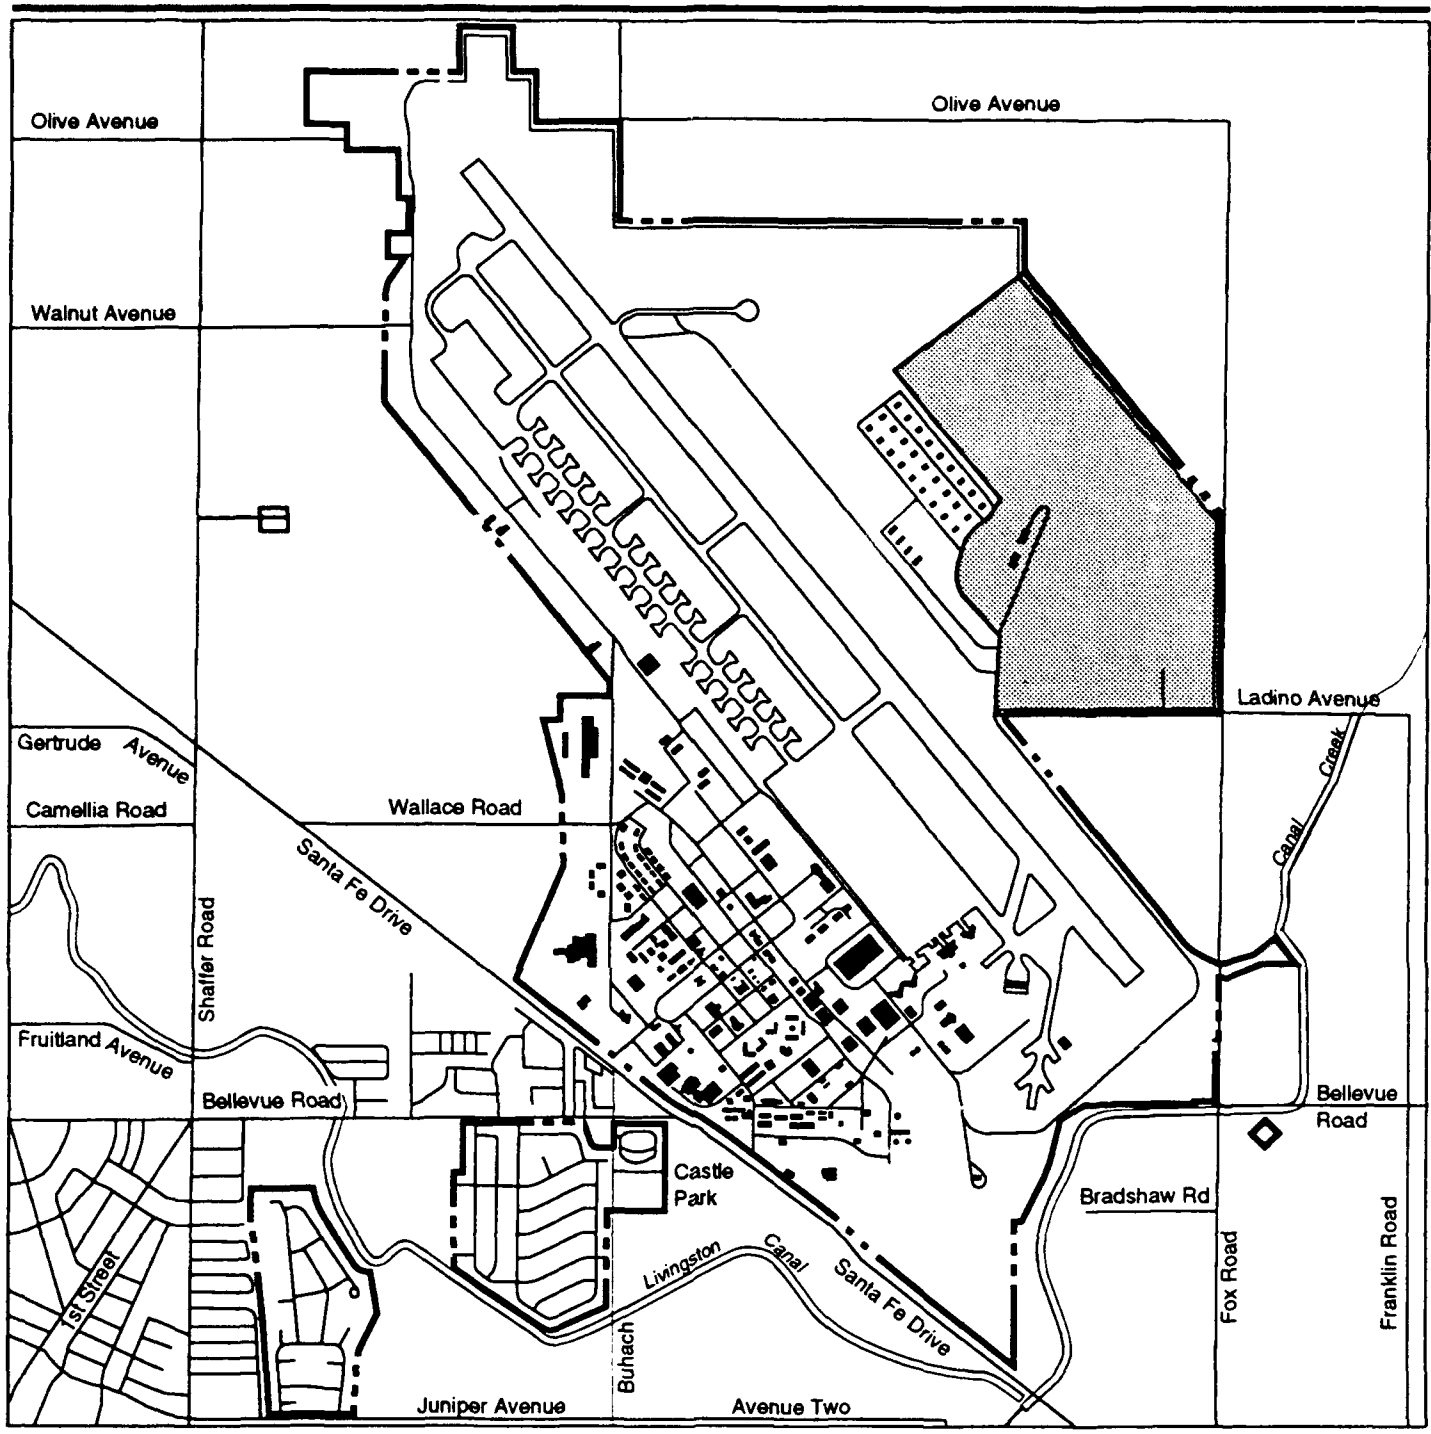 Olive Avenue
Olive Avenue
Walnut Avenue
Ladino Avenue
Gertrude Avenue
Creek
Camellia Road
Wallace Road
Canal
Santa Fe Drive
Shaffer Road
Fruitland Avenue
Bellevue Road
Bellevue
Road
Castle
Park
Bradshaw Rd
1st Street
Livingston
Canal
Santa Fe Drive
Fox Road
Franklin Road
Buhach
Juniper Avenue
Avenue Two